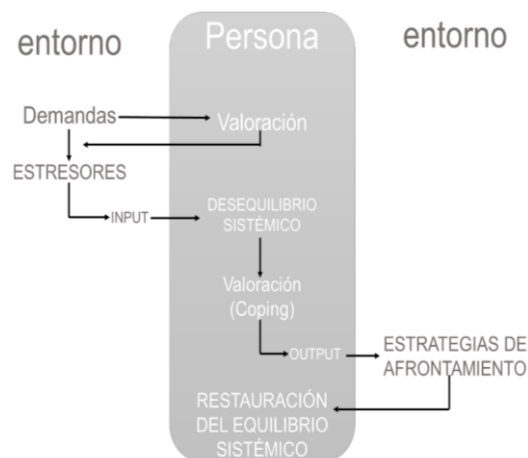 entorno
Persona
entorno
Demandas
Valoración
ESTRESORES
INPUT
DESEQUILIBRIO
SISTÉMICO
Valoración
(Coping)
OUTPUT
ESTRATEGIAS DE
AFRONTAMIENTO
RESTAURACIÓN
DEL EQUILIBRIO
SISTÉMICO